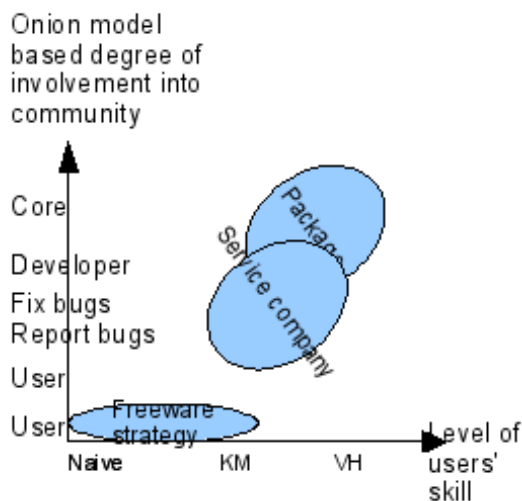 Onion model
based degree of
involvement into
community
Core
Package
Service company
Developer
Fix bugs
Report bugs
User
User
Freeware
strategy
Naive
KM
VH
Level of
users'
skill